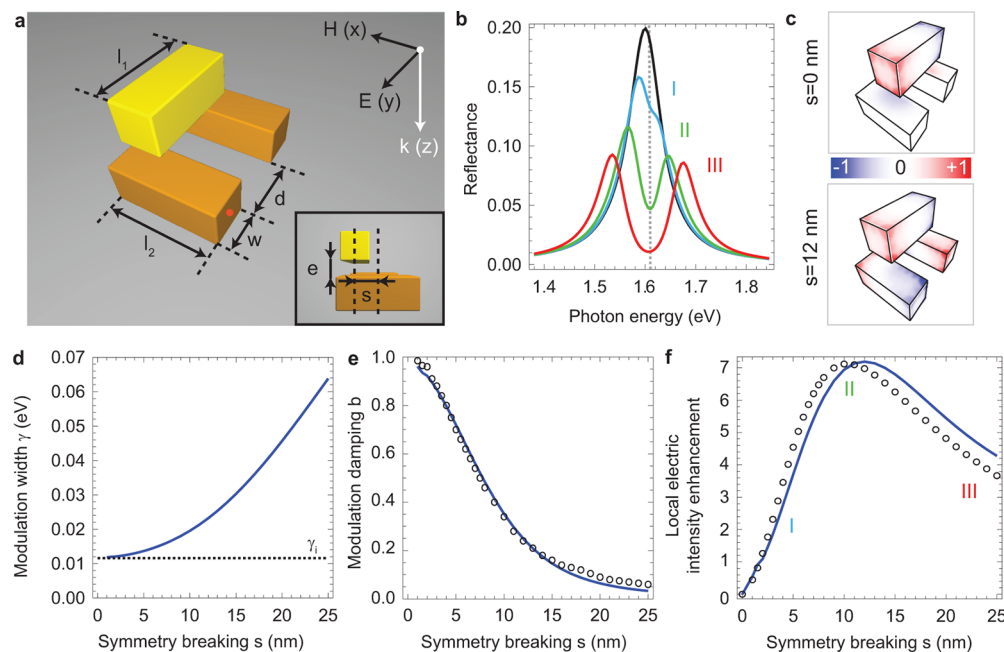 a
l1
H (x)
E (y)
k (z)
d
w
l2
e
s
b
Reflectance
0.20
0.15
0.10
0.05
0.00
I
II
III
1.4 1.5 1.6 1.7 1.8
Photon energy (eV)
c
s=0 nm
-1 0 +1
s=12 nm
d
Modulation width γ (eV)
0.07
0.06
0.05
0.04
0.03
0.02
0.01
0.00
γi
0 5 10 15 20 25
Symmetry breaking s (nm)
e
Modulation damping b
1.0
0.8
0.6
0.4
0.2
0.0
0 5 10 15 20 25
Symmetry breaking s (nm)
f
Local electric
intensity enhancement
7
6
5
4
3
2
1
0
I
II
III
0 5 10 15 20 25
Symmetry breaking s (nm)